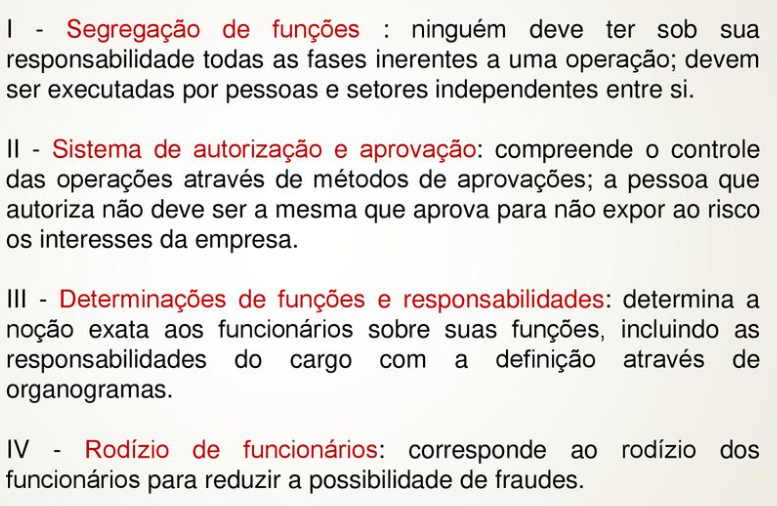 I - Segregação de funções : ninguém deve ter sob sua
responsabilidade todas as fases inerentes a uma operação; devem
ser executadas por pessoas e setores independentes entre si.
II - Sistema de autorização e aprovação: compreende o controle
das operações através de métodos de aprovações; a pessoa que
autoriza não deve ser a mesma que aprova para não expor ao risco
os interesses da empresa.
III - Determinações de funções e responsabilidades: determina a
noção exata aos funcionários sobre suas funções, incluindo as
responsabilidades do cargo com a definição através de
organogramas.
IV - Rodízio de funcionários: corresponde ao rodízio dos
funcionários para reduzir a possibilidade de fraudes.